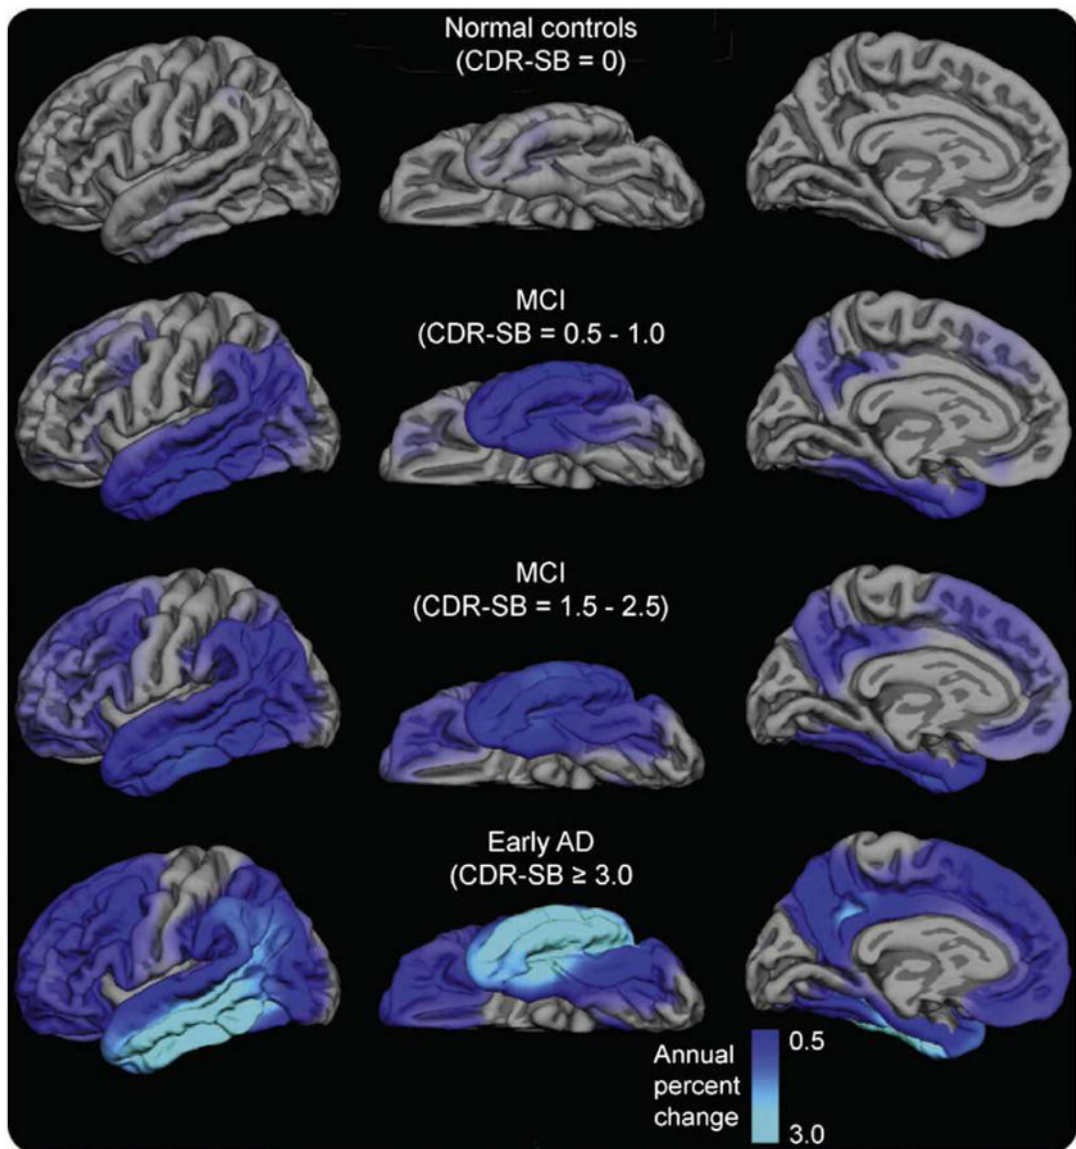 Normal controls
(CDR-SB = 0)
MCI
(CDR-SB = 0.5 - 1.0
MCI
(CDR-SB = 1.5 - 2.5)
Early AD
(CDR-SB ≥ 3.0
Annual
percent
change
0.5
3.0